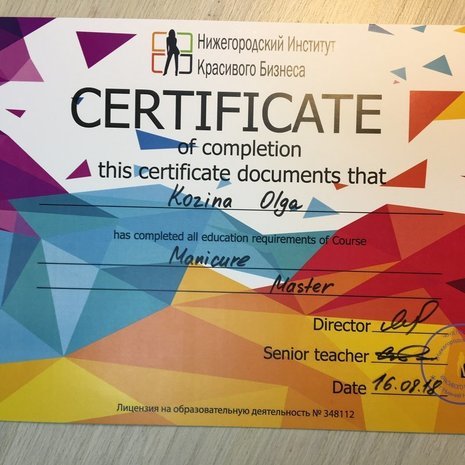 Нижегородский Институт
Красивого Бизнеса
CERTIFICATE
of completion
this certificate documents that
Kozina Olga
has completed all education requirements of Course
Manicure
Master
Director
Senior teacher
Date 16.08.18
Лицензия на образовательную деятельность № 348112